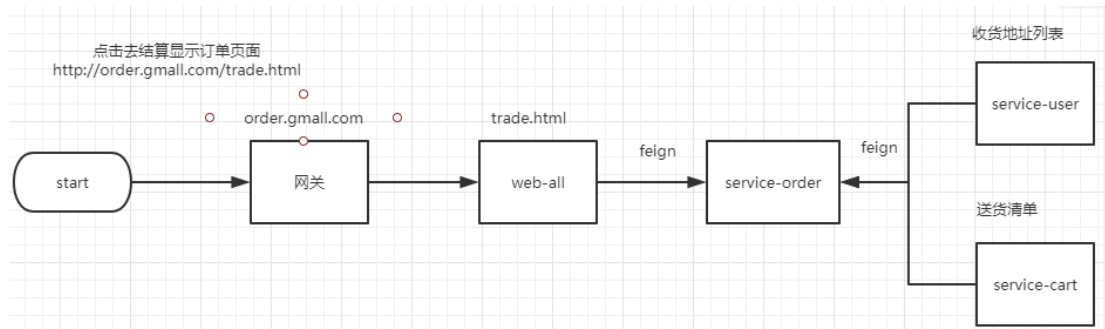 点击去结算显示订单页面
http://order.gmall.com/trade.html
order.gmall.com
trade.html
start
网关
web-all
feign
service-order
feign
收货地址列表
service-user
送货清单
service-cart